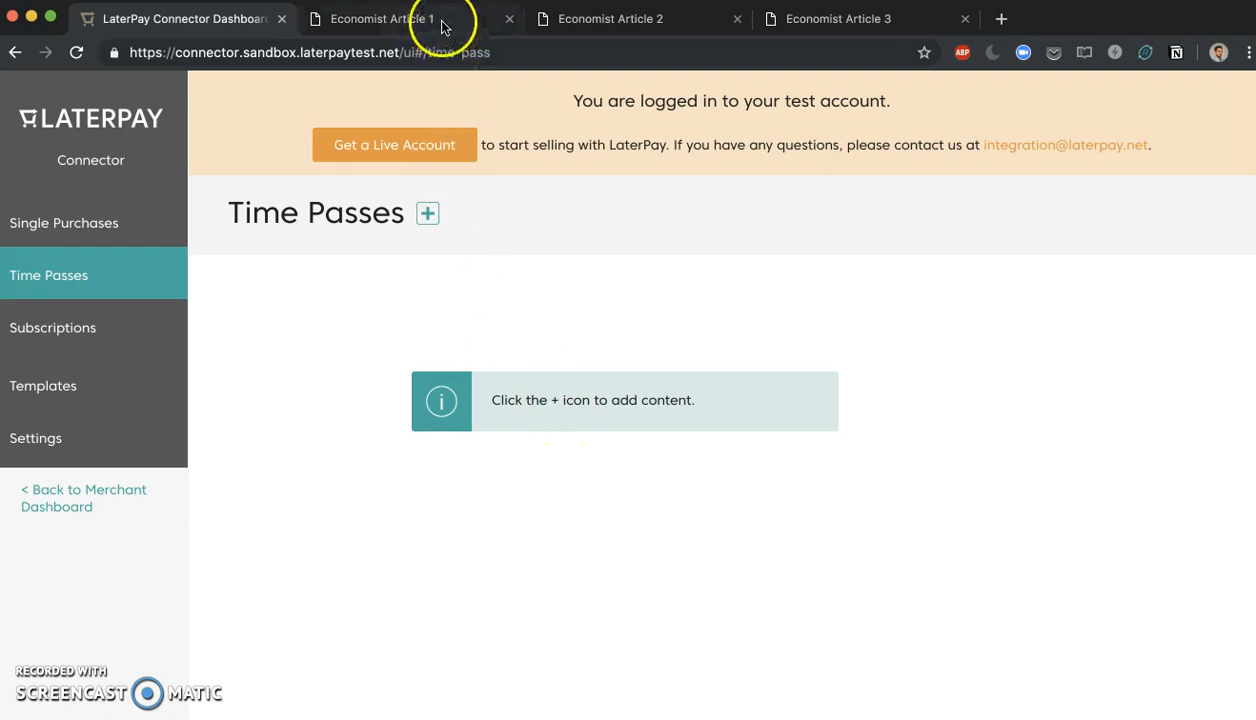 LaterPay Connector Dashboar
Economist Article 1
Economist Article 2
Economist Article 3
https://connector.sandbox.laterpaytest.net/ui#/time-pass
ABP
LATERPAY
Connector
You are logged in to your test account.
Get a Live Account to start selling with LaterPay. If you have any questions, please contact us at integration@laterpay.net.
Time Passes
Single Purchases
Time Passes
Subscriptions
Templates
Settings
< Back to Merchant
Dashboard
Click the + icon to add content.
RECORDED WITH
SCREENCAST MATIC